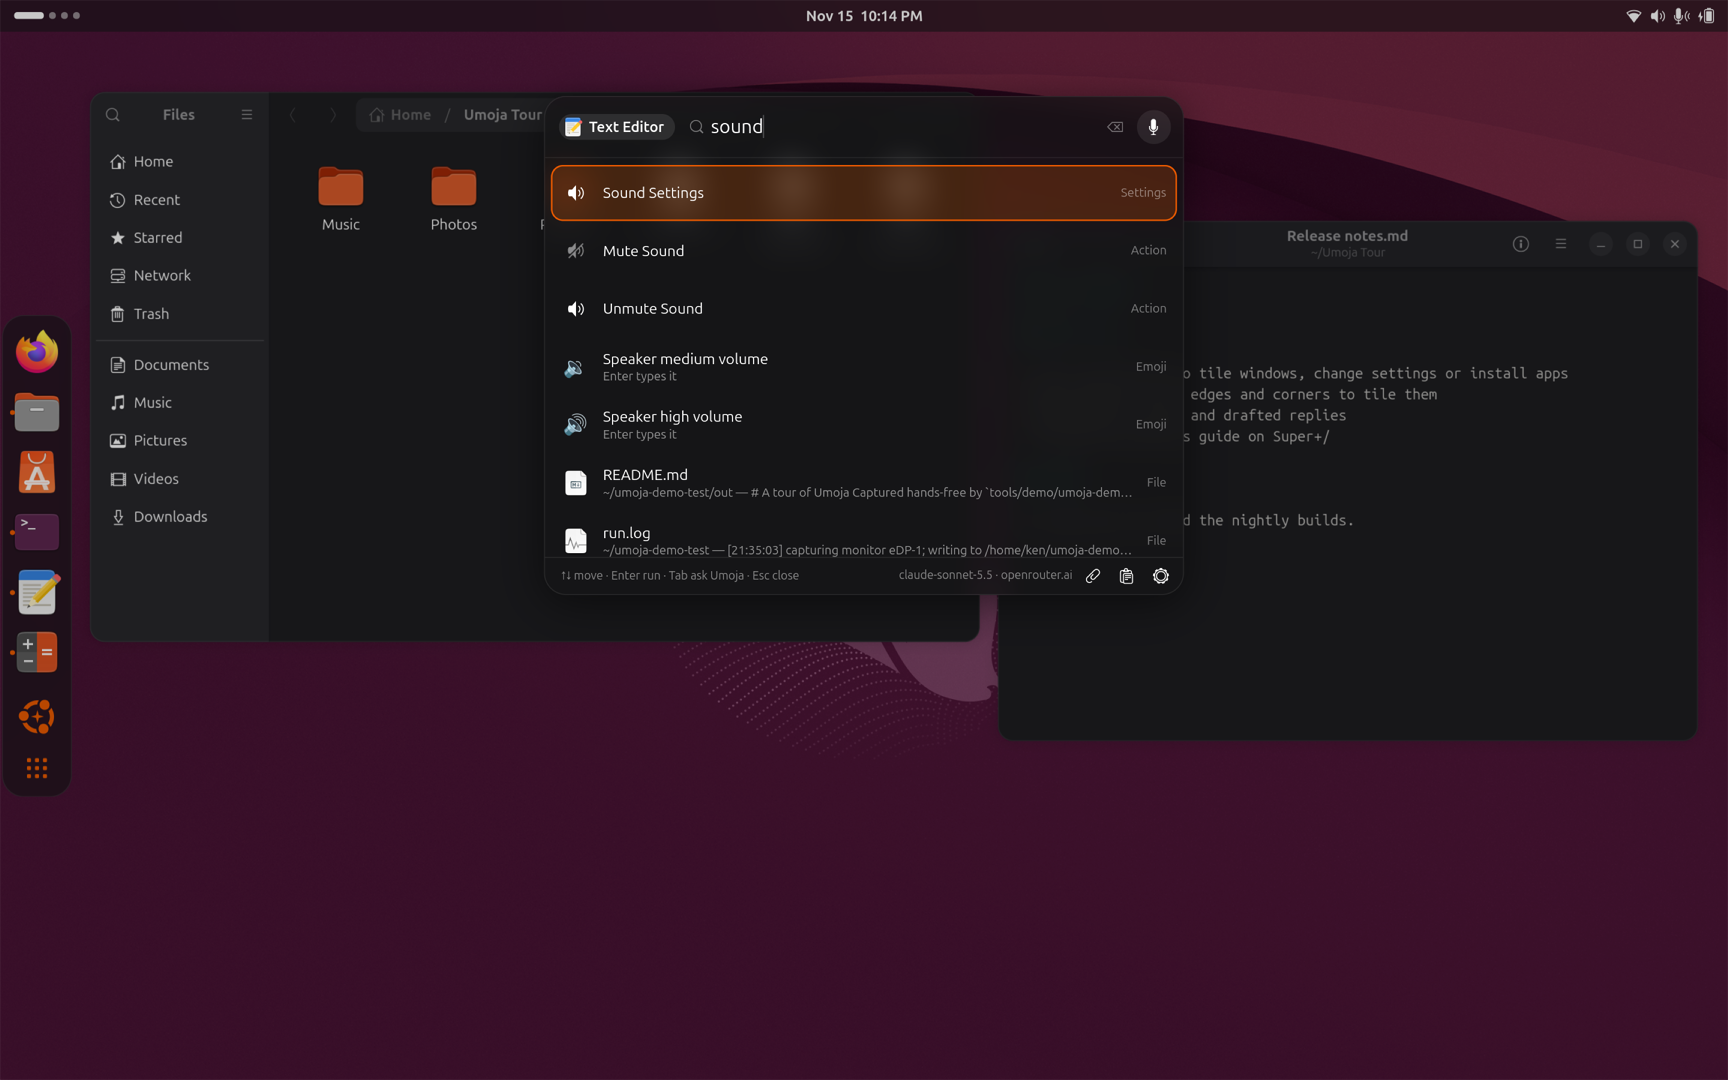 Nov 15 10:14 PM
Files
Home / Umoja Tour
Home
Recent
Starred
Network
Trash
Documents
Music
Pictures
Videos
Downloads
Music
Photos
Text Editor
sound
Sound Settings
Settings
Mute Sound
Action
Unmute Sound
Action
Speaker medium volume
Enter types it
Emoji
Speaker high volume
Enter types it
Emoji
README.md
~/umoja-demo-test/out — # A tour of Umoja Captured hands-free by `tools/demo/umoja-dem…
File
run.log
~/umoja-demo-test — [21:35:03] capturing monitor eDP-1; writing to /home/ken/umoja-demo…
File
↑↓ move · Enter run · Tab ask Umoja · Esc close
claude-sonnet-5.5 · openrouter.ai
Release notes.md
~/Umoja Tour
o tile windows, change settings or install apps
edges and corners to tile them
and drafted replies
s guide on Super+/
d the nightly builds.